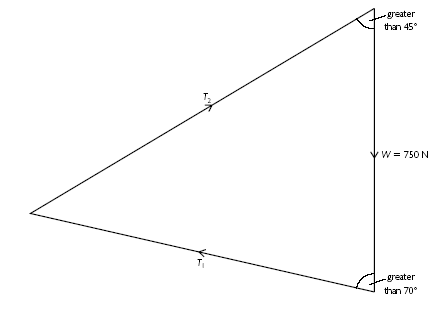 greater
than 45°
T₂
W = 750 N
T₁
greater
than 70°